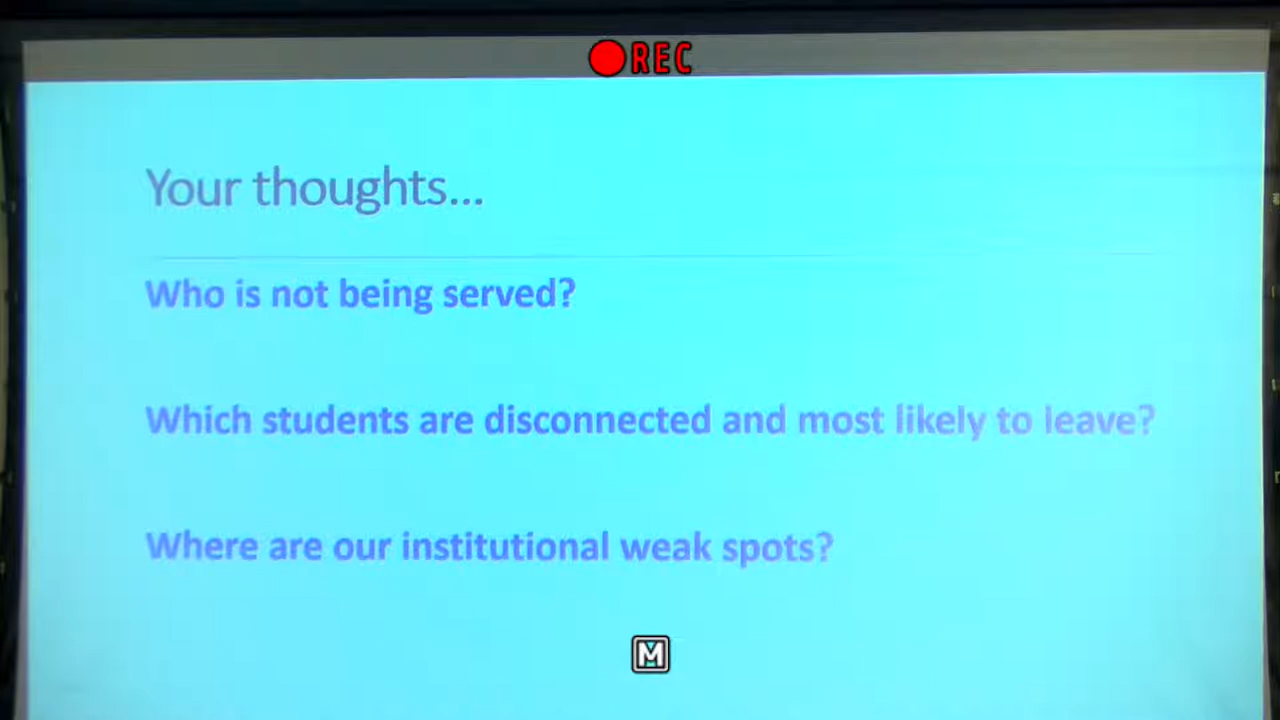 REC
Your thoughts...
Who is not being served?
Which students are disconnected and most likely to leave?
Where are our institutional weak spots?
M